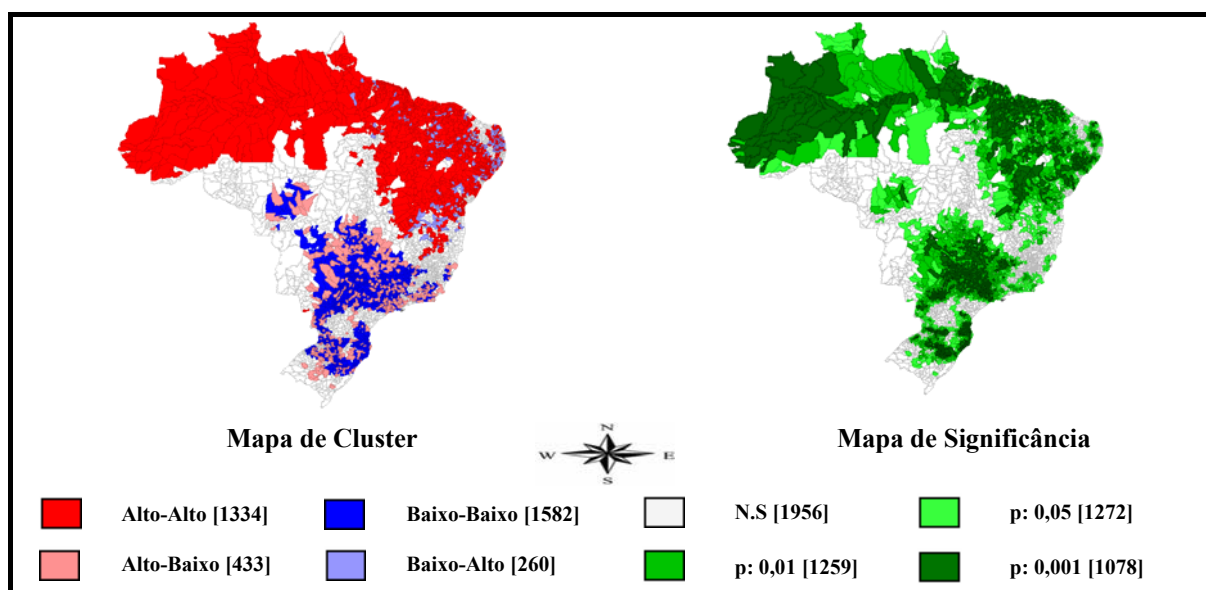 Mapa de Cluster
Mapa de Significância
N
W E
S
Alto-Alto [1334] Baixo-Baixo [1582] N.S [1956] p: 0,05 [1272]
Alto-Baixo [433] Baixo-Alto [260] p: 0,01 [1259] p: 0,001 [1078]